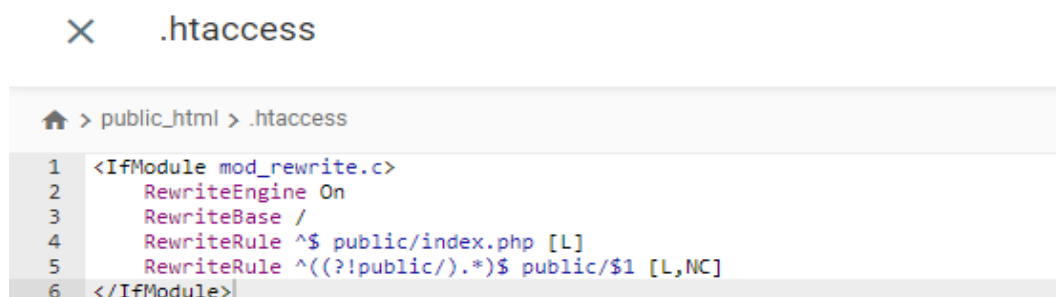 × .htaccess
> public_html > .htaccess
1 <IfModule mod_rewrite.c>
2 RewriteEngine On
3 RewriteBase /
4 RewriteRule ^$ public/index.php [L]
5 RewriteRule ^((?!public/).*)$ public/$1 [L,NC]
6 </IfModule>